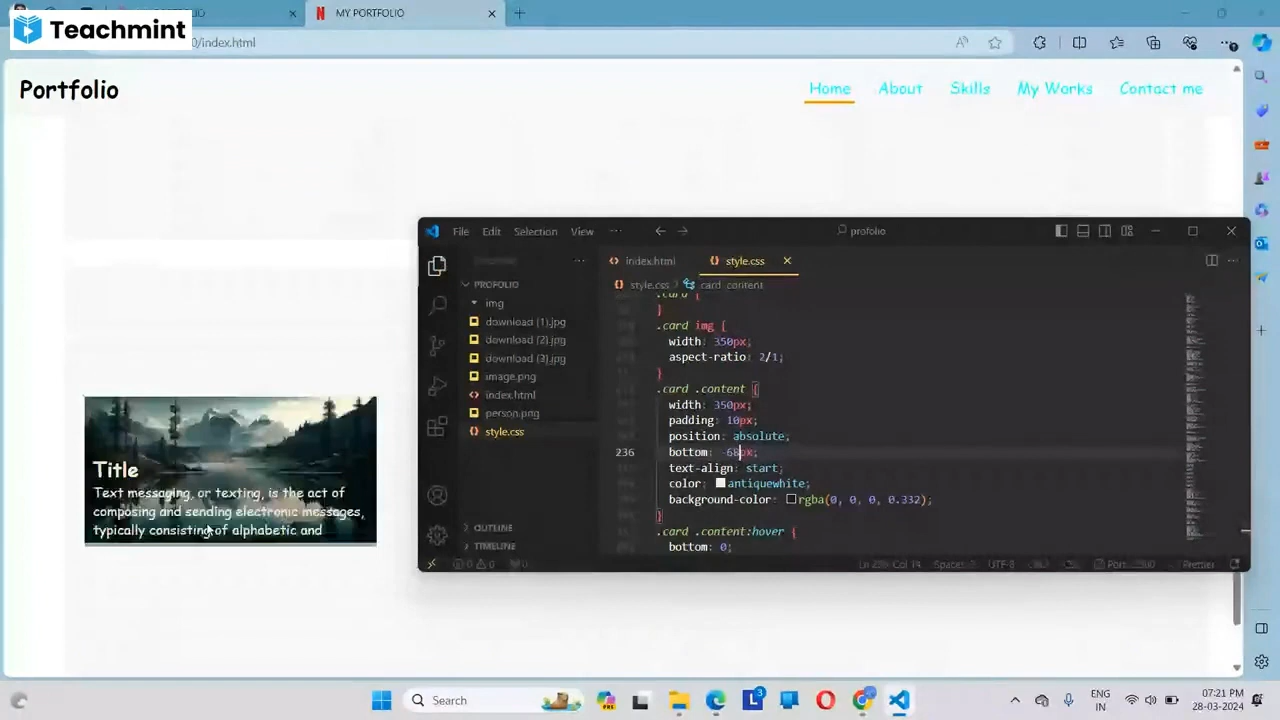 MY PORTFOLIO
Teachmint
/index.html
Portfolio
Home
About
Skills
My Works
Contact me
File
Edit
Selection
View
profolio
index.html
style.css
PROFOLIO
style.css
.card .content
img
download (1).jpg
download (2).jpg
download (3).jpg
image.png
index.html
person.png
style.css
OUTLINE
TIMELINE
.card {
}
.card img {
width: 350px;
aspect-ratio: 2/1;
}
.card .content {
width: 350px;
padding: 10px;
position: absolute;
236
bottom: -68px;
text-align: start;
color: antiquewhite;
background-color: rgba(0, 0, 0, 0.332);
}
.card .content:hover {
bottom: 0;
Title
Text messaging, or texting, is the act of
composing and sending electronic messages,
typically consisting of alphabetic and
UTF-8
Prettier
Search
ENG
IN
07:21 PM
28-03-2024